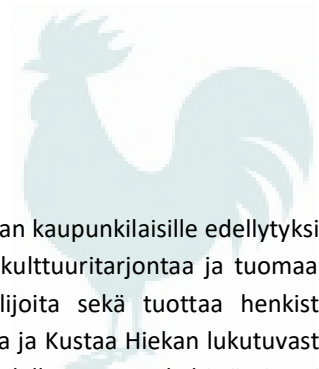 an kaupunkilaisille edellytyksi
kulttuuritarjontaa ja tuomaa
lijoita sekä tuottaa henkist
a ja Kustaa Hiekan lukutuvast